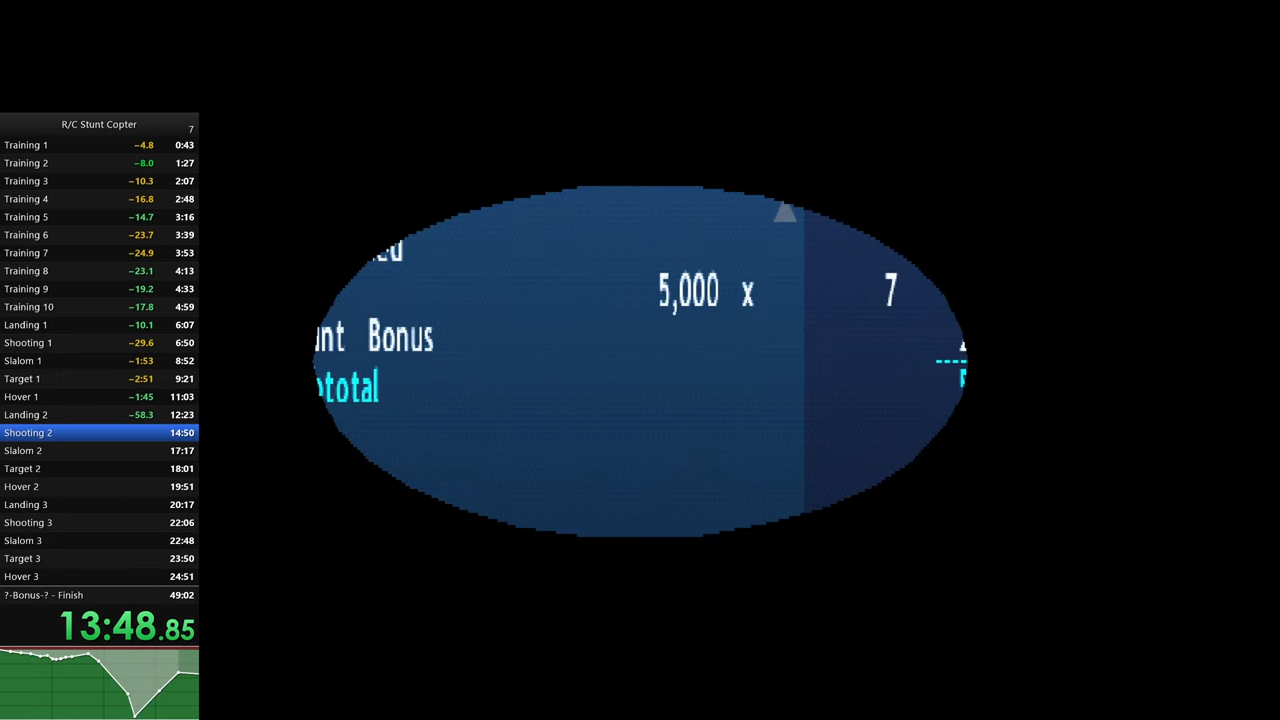 R/C Stunt Copter
7
Training 1 −4.8 0:43
Training 2 −8.0 1:27
Training 3 −10.3 2:07
Training 4 −16.8 2:48
Training 5 −14.7 3:16
Training 6 −23.7 3:39
Training 7 −24.9 3:53
Training 8 −23.1 4:13
Training 9 −19.2 4:33
Training 10 −17.8 4:59
Landing 1 −10.1 6:07
Shooting 1 −29.6 6:50
Slalom 1 −1:53 8:52
Target 1 −2:51 9:21
Hover 1 −1:45 11:03
Landing 2 −58.3 12:23
Shooting 2 14:50
Slalom 2 17:17
Target 2 18:01
Hover 2 19:51
Landing 3 20:17
Shooting 3 22:06
Slalom 3 22:48
Target 3 23:50
Hover 3 24:51
?-Bonus-? - Finish 49:02
13:48.85
5,000 x 7
Bonus